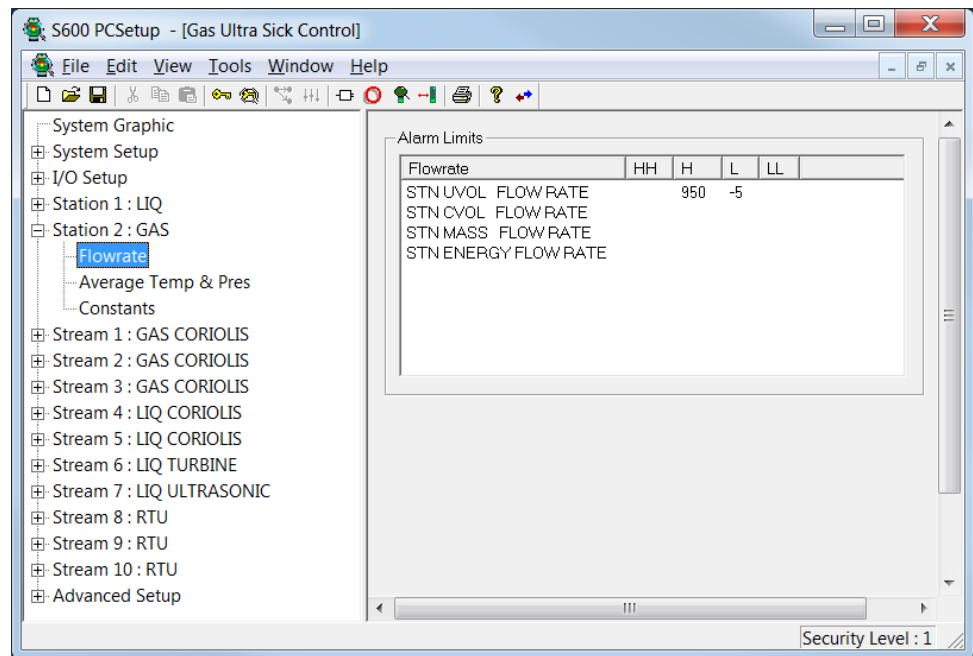 S600 PCSetup - [Gas Ultra Sick Control]
File Edit View Tools Window Help
System Graphic
System Setup
I/O Setup
Station 1 : LIQ
Station 2 : GAS
Flowrate
Average Temp & Pres
Constants
Stream 1 : GAS CORIOLIS
Stream 2 : GAS CORIOLIS
Stream 3 : GAS CORIOLIS
Stream 4 : LIQ CORIOLIS
Stream 5 : LIQ CORIOLIS
Stream 6 : LIQ TURBINE
Stream 7 : LIQ ULTRASONIC
Stream 8 : RTU
Stream 9 : RTU
Stream 10 : RTU
Advanced Setup
Alarm Limits
Flowrate HH H L LL
STN UVOL FLOW RATE 950 -5
STN CVOL FLOW RATE
STN MASS FLOW RATE
STN ENERGY FLOW RATE
Security Level : 1